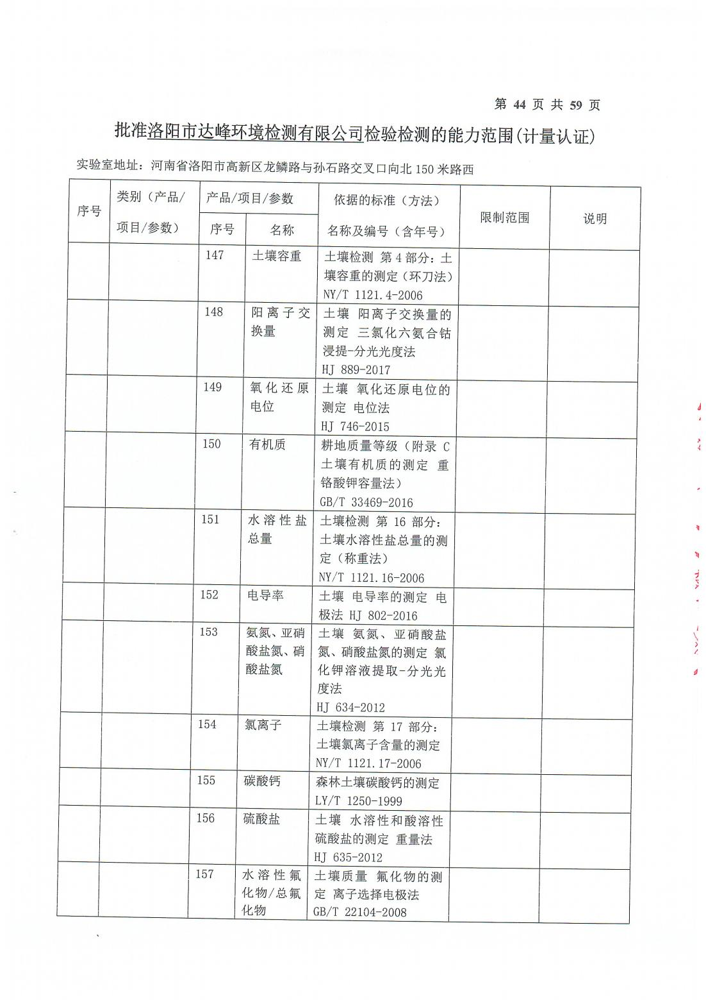 第 44 页 共 59 页
批准洛阳市达峰环境检测有限公司检验检测的能力范围(计量认证)
实验室地址：河南省洛阳市高新区龙鳞路与孙石路交叉口向北 150 米路西
序号
类别（产品/
项目/参数）
产品/项目/参数
序号
名称
依据的标准（方法）
名称及编号（含年号）
限制范围
说明
147
土壤容重
土壤检测 第 4 部分：土
壤容重的测定（环刀法）
NY/T 1121.4-2006
148
阳离子交
换量
土壤 阳离子交换量的
测定 三氯化六氨合钴
浸提-分光光度法
HJ 889-2017
149
氧化还原
电位
土壤 氧化还原电位的
测定 电位法
HJ 746-2015
150
有机质
耕地质量等级（附录 C
土壤有机质的测定 重
铬酸钾容量法）
GB/T 33469-2016
151
水溶性盐
总量
土壤检测 第 16 部分：
土壤水溶性盐总量的测
定（称重法）
NY/T 1121.16-2006
152
电导率
土壤 电导率的测定 电
极法 HJ 802-2016
153
氨氮、亚硝
酸盐氮、硝
酸盐氮
土壤 氨氮、亚硝酸盐
氮、硝酸盐氮的测定 氯
化钾溶液提取-分光光
度法
HJ 634-2012
154
氯离子
土壤检测 第 17 部分：
土壤氯离子含量的测定
NY/T 1121.17-2006
155
碳酸钙
森林土壤碳酸钙的测定
LY/T 1250-1999
156
硫酸盐
土壤 水溶性和酸溶性
硫酸盐的测定 重量法
HJ 635-2012
157
水溶性氟
化物/总氟
化物
土壤质量 氟化物的测
定 离子选择电极法
GB/T 22104-2008